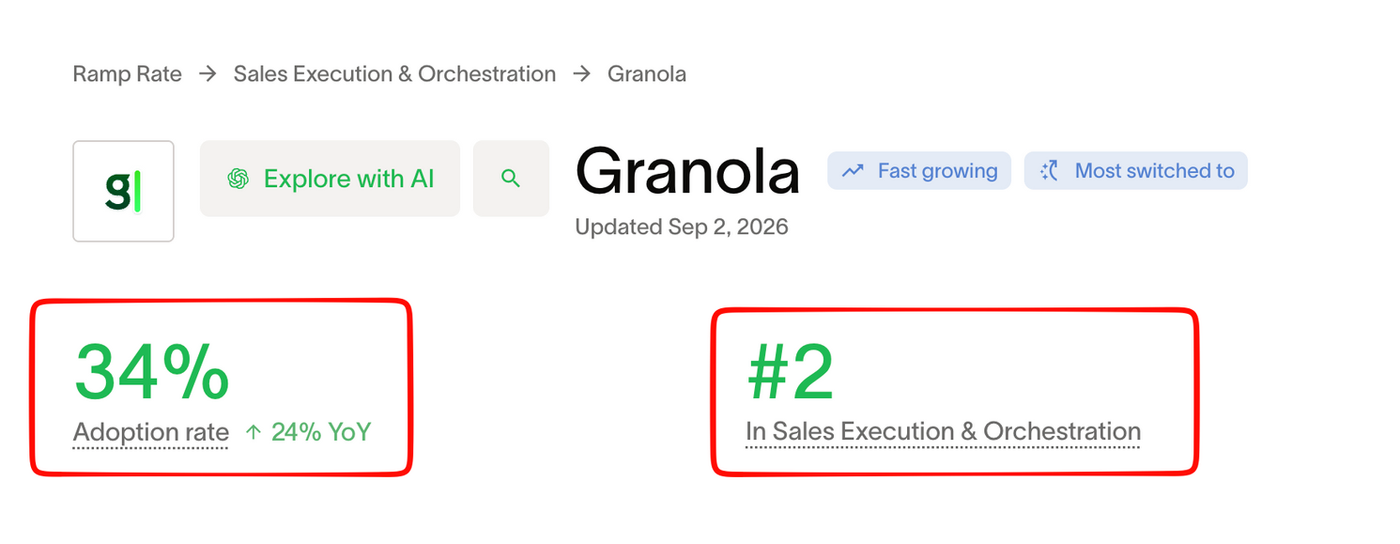 Ramp Rate → Sales Execution & Orchestration → Granola
g|
Explore with AI
Granola
Fast growing
Most switched to
Updated Sep 2, 2026
34%
Adoption rate ↑ 24% YoY
#2
In Sales Execution & Orchestration